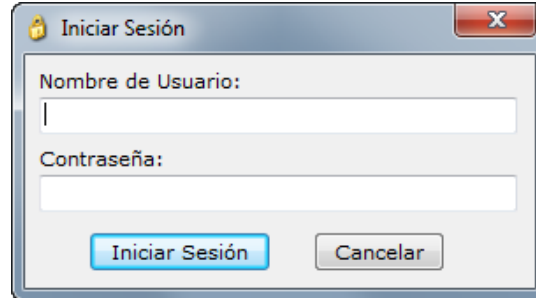 Iniciar Sesión
Nombre de Usuario:
Contraseña:
Iniciar Sesión Cancelar